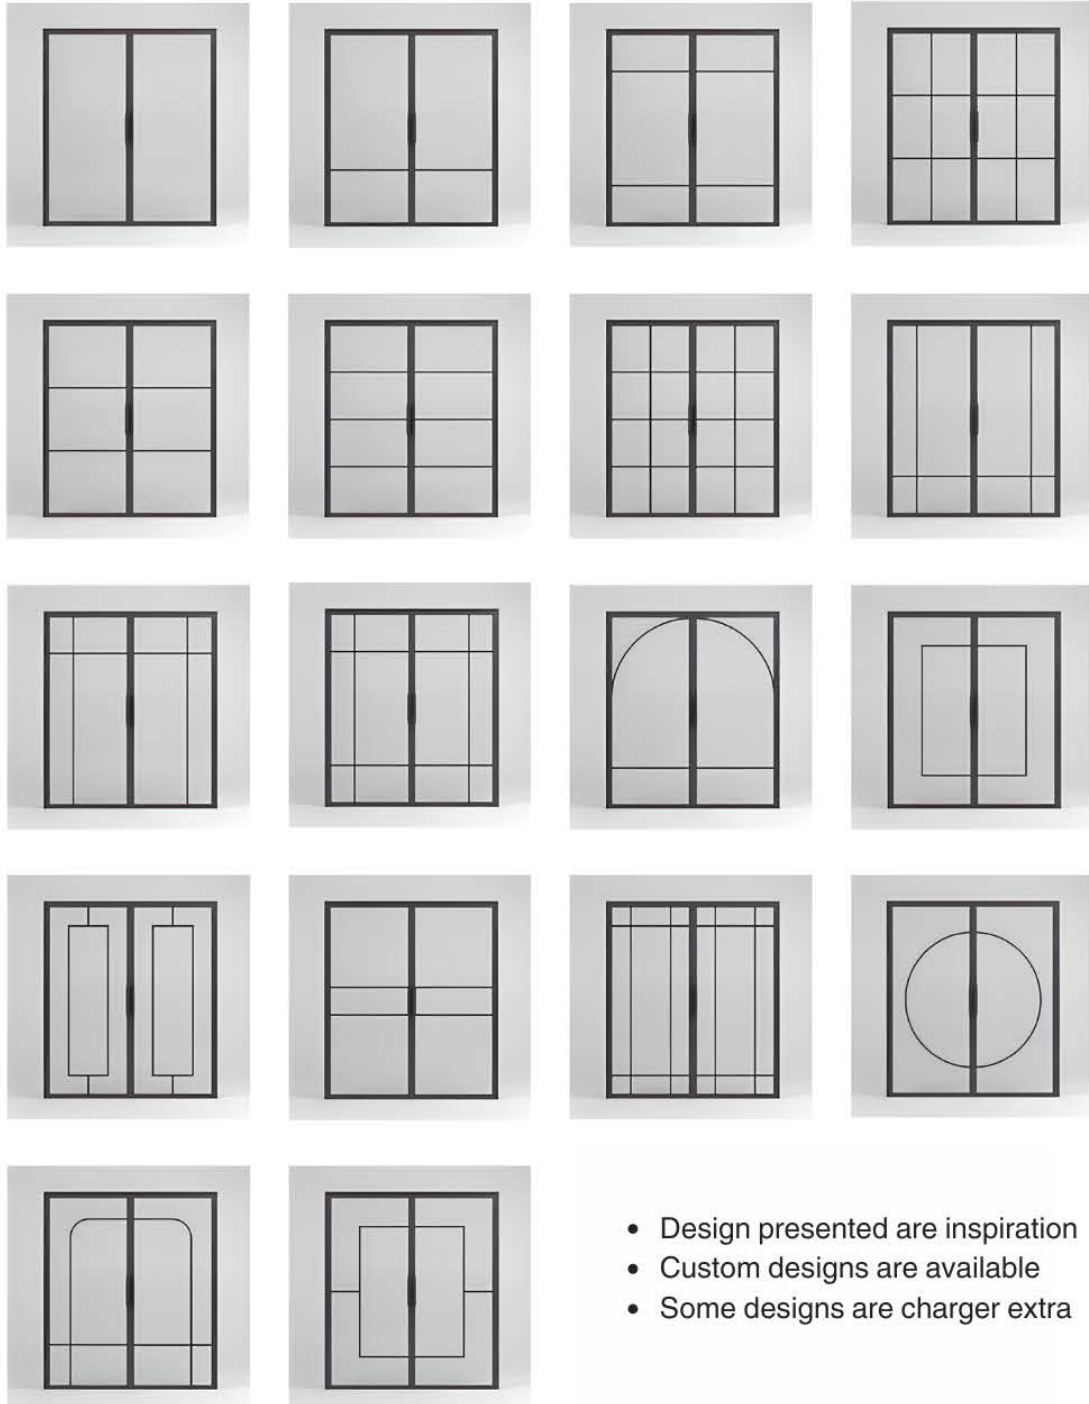 • Design presented are inspiration
• Custom designs are available
• Some designs are charger extra